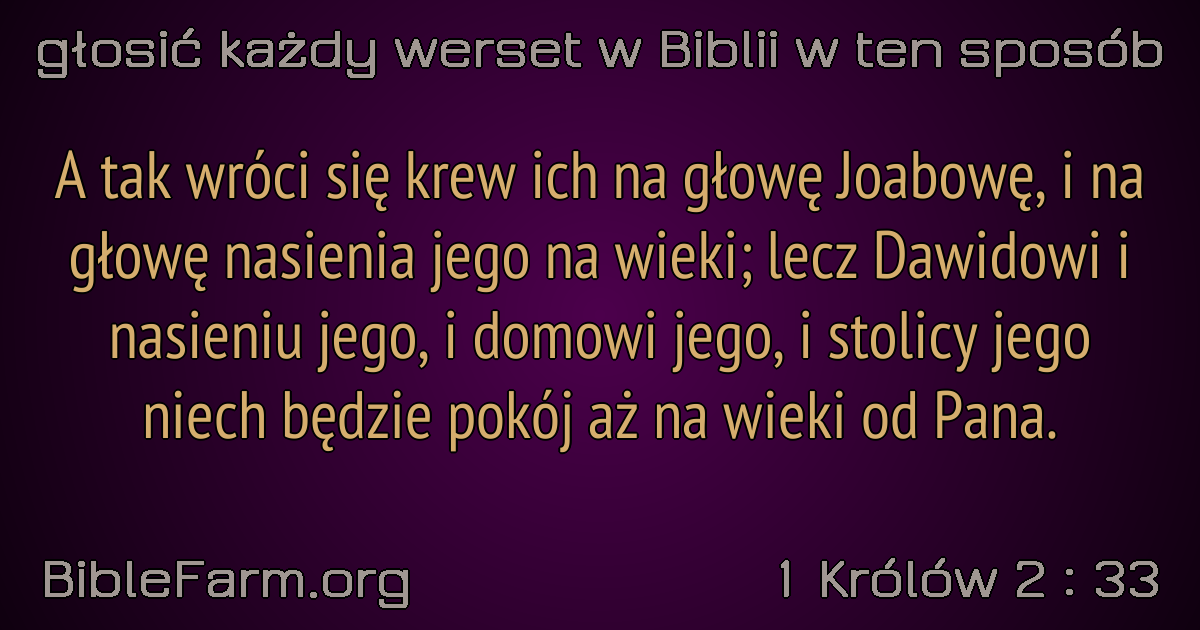 głosić każdy werset w Biblii w ten sposób
A tak wróci się krew ich na głowę Joabowę, i na
głowę nasienia jego na wieki; lecz Dawidowi i
nasieniu jego, i domowi jego, i stolicy jego
niech będzie pokój aż na wieki od Pana.
BibleFarm.org
1 Królów 2 : 33